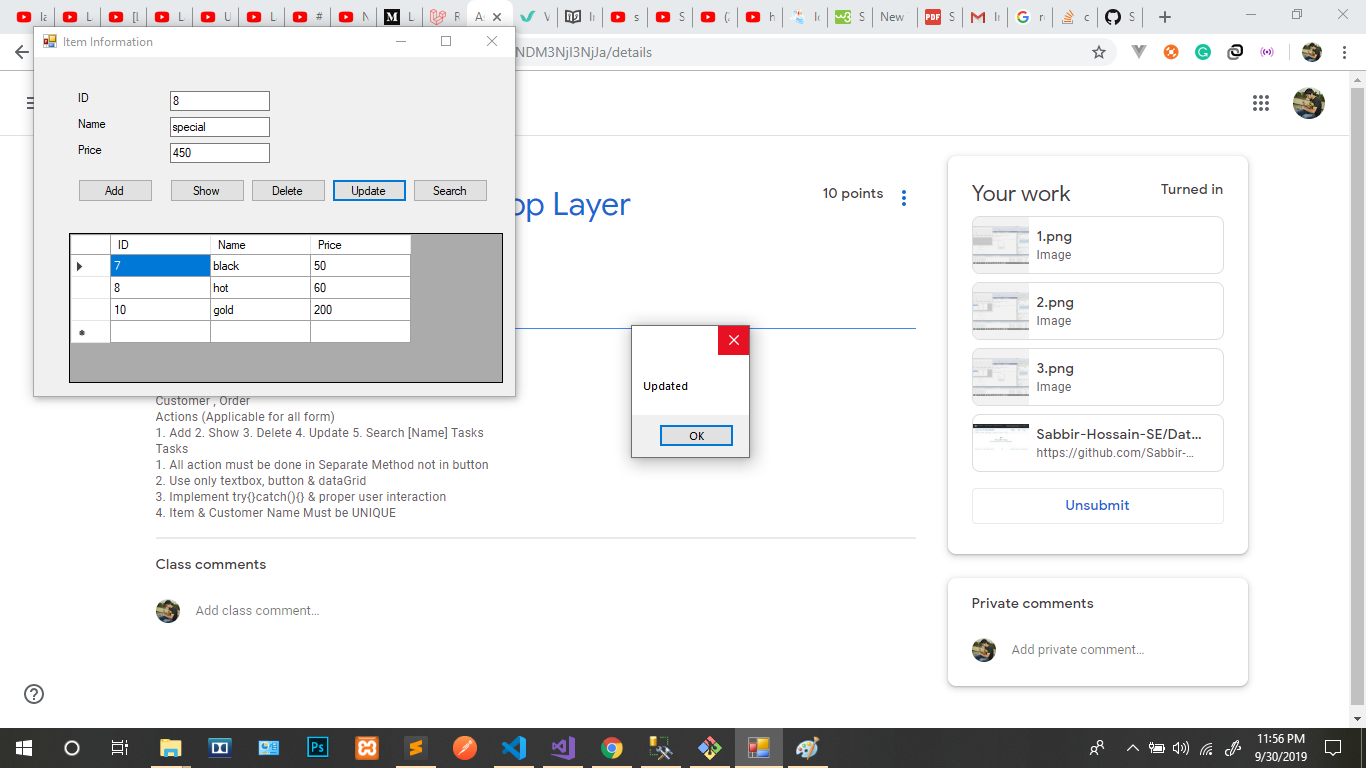 Item Information
NDM3NjI3NjJa/details
ID
8
Name
special
Price
450
Add Show Delete Update Search
ID Name Price
7 black 50
8 hot 60
10 gold 200
Layer
10 points
Customer , Order
Actions (Applicable for all form)
1. Add 2. Show 3. Delete 4. Update 5. Search [Name] Tasks
Tasks
1. All action must be done in Separate Method not in button
2. Use only textbox, button & dataGrid
3. Implement try{}catch(){} & proper user interaction
4. Item & Customer Name Must be UNIQUE
Class comments
Add class comment...
Updated
OK
Your work
Turned in
1.png
Image
2.png
Image
3.png
Image
Sabbir-Hossain-SE/Dat...
https://github.com/Sabbir-...
Unsubmit
Private comments
Add private comment...
11:56 PM
9/30/2019